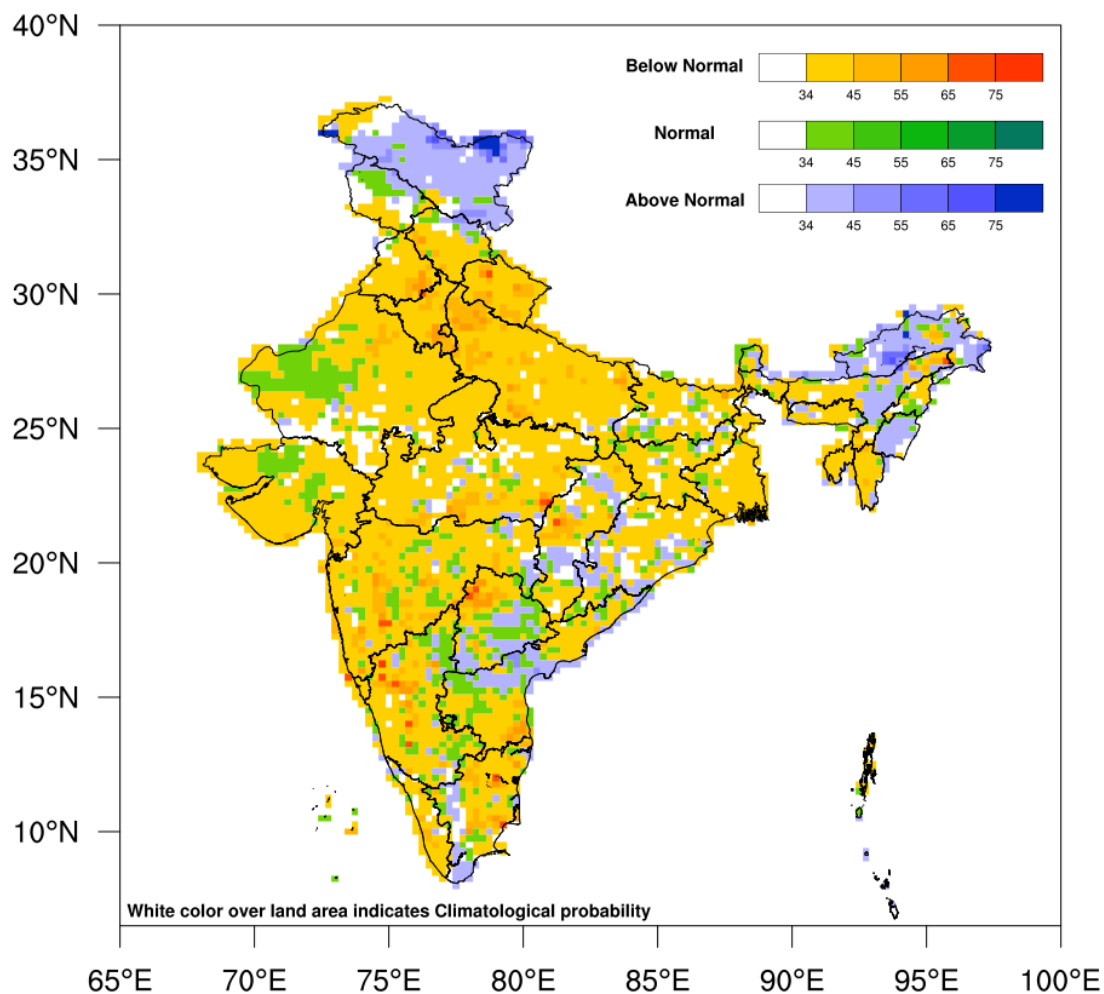 40°N
Below Normal
34 45 55 65 75
Normal
34 45 55 65 75
Above Normal
34 45 55 65 75
35°N
30°N
25°N
20°N
15°N
10°N
White color over land area indicates Climatological probability
65°E 70°E 75°E 80°E 85°E 90°E 95°E 100°E